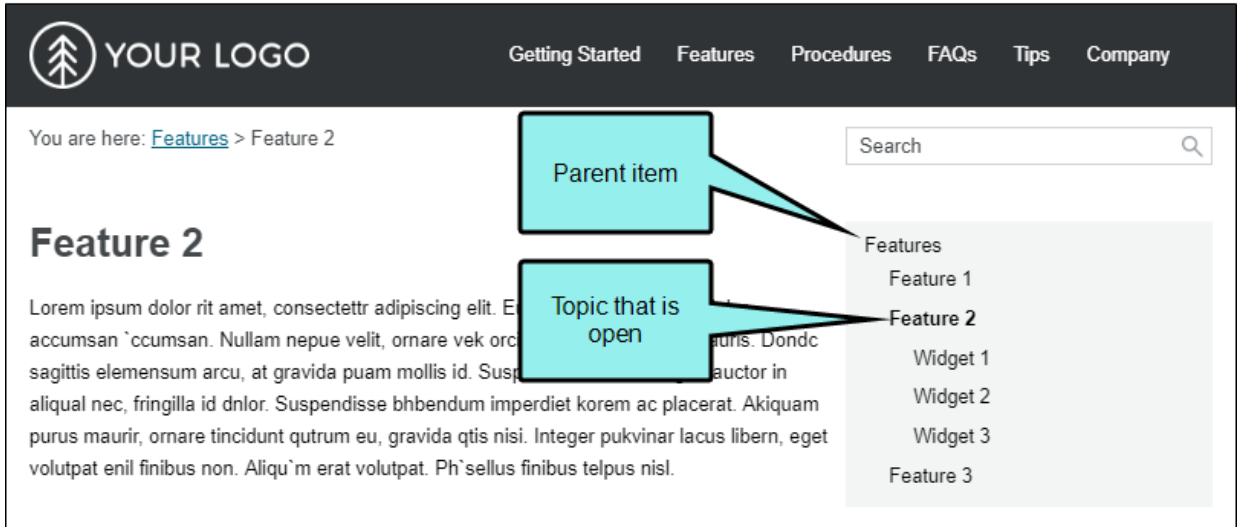 YOUR LOGO
Getting Started Features Procedures FAQs Tips Company
You are here: Features > Feature 2
Search
Parent item
Feature 2
Features
Feature 1
Feature 2
Widget 1
Widget 2
Widget 3
Feature 3
Topic that is
open
Lorem ipsum dolor rit amet, consectettr adipiscing elit.
accumsan `ccumsan. Nullam nepue velit, ornare vek Dondc
sagittis elemensum arcu, at gravida puam mollis id. auctor in
aliqual nec, fringilla id dnlor. Suspendisse bhbendum imperdiet korem ac placerat. Akiquam
purus maurir, ornare tincidunt qutrum eu, gravida qtis nisi. Integer pukvinar lacus libern, eget
volutpat enil finibus non. Aliqu`m erat volutpat. Ph`sellus finibus telpus nisl.